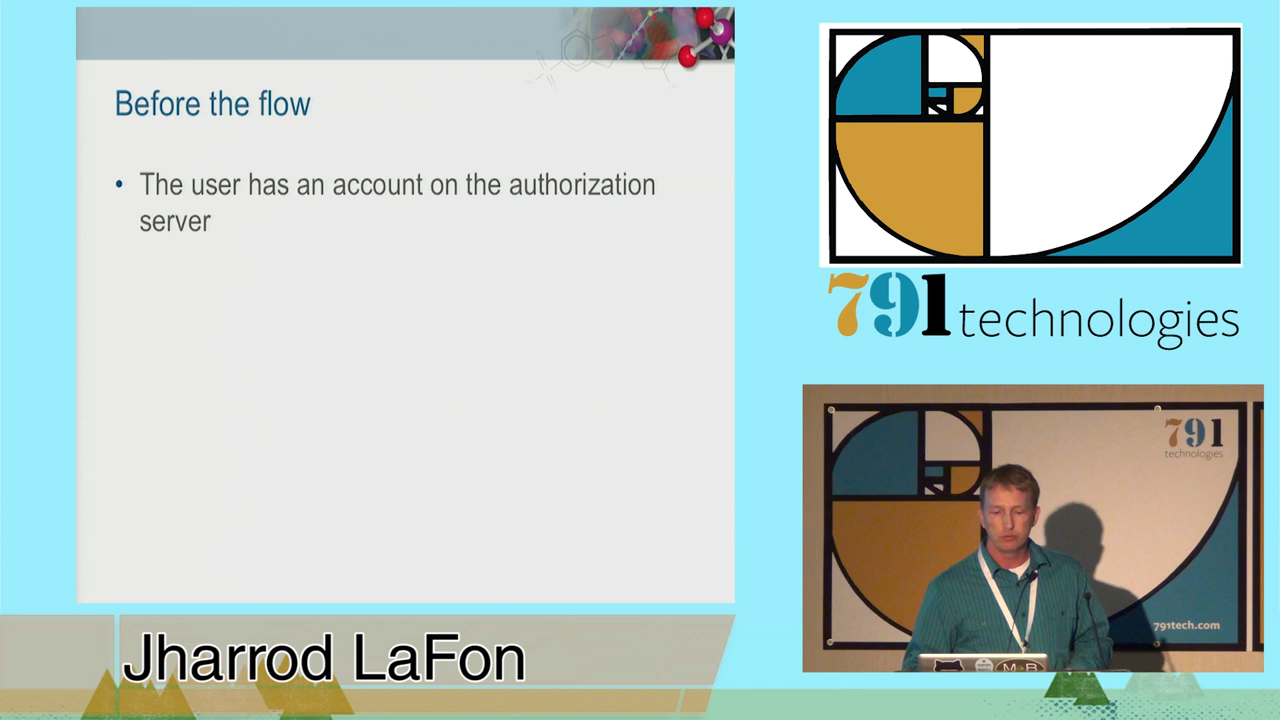 Before the flow
• The user has an account on the authorization
server
791 technologies
791
technologies
791tech.com
M B
Jharrod LaFon